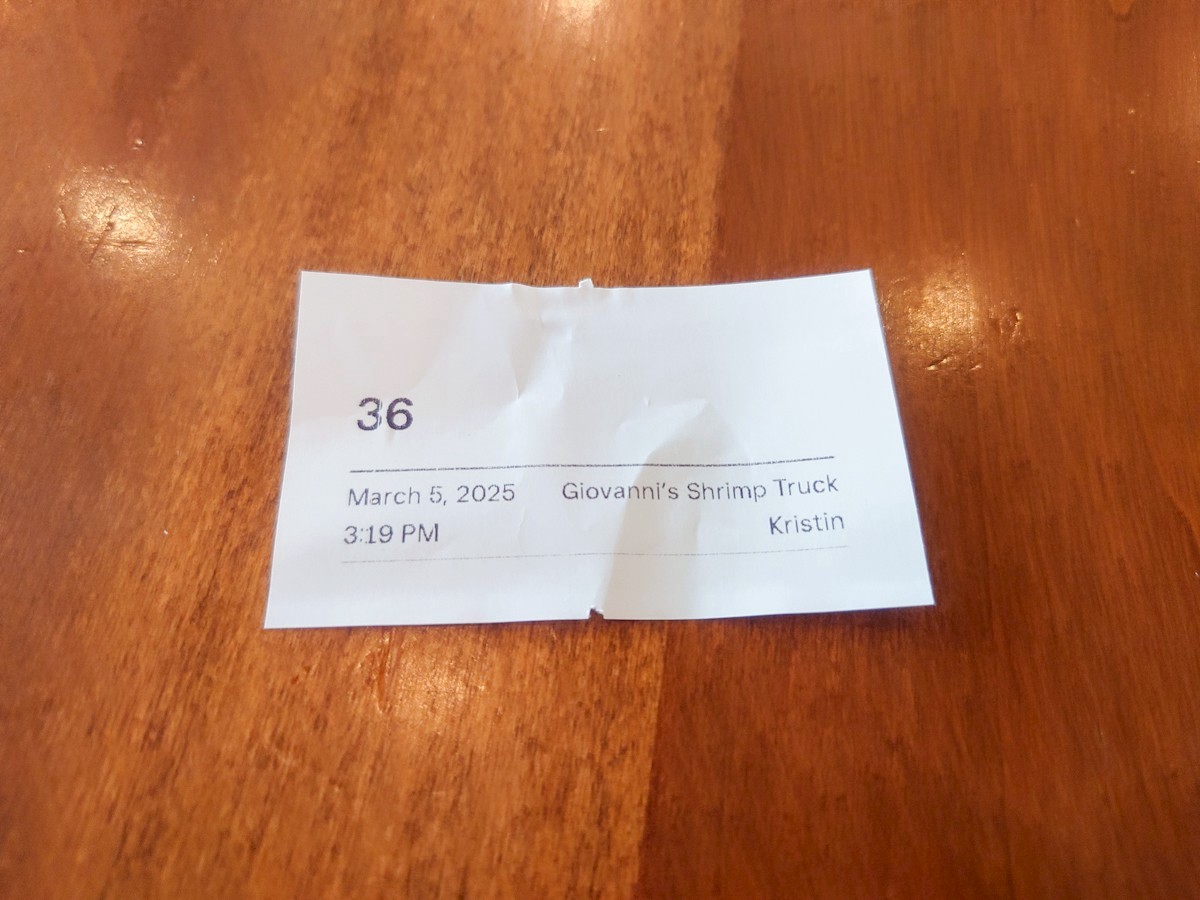 36
March 5, 2025 Giovanni's Shrimp Truck
3:19 PM Kristin